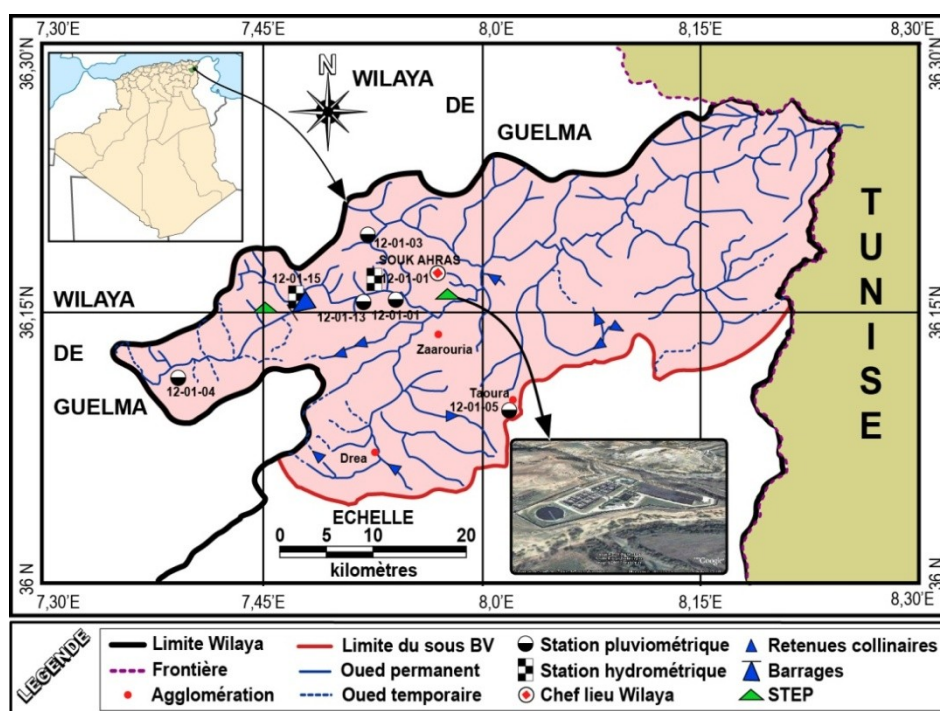 7,30'E 7,45'E 8,0'E 8,15'E 8,30'E
36,30'N 36,30'N
N
WILAYA
DE
GUELMA
TUNISE
12-01-03
SOUK AHRAS
12-01-15 12-01-01
WILAYA
36,15'N 36,15'N
12-01-13 12-01-01
Zaarouria
DE
GUELMA
12-01-04
Taoura
12-01-05
Drea
ECHELLE
0 5 10 20
kilomètres
Google
36 N 36 N
7,30'E 7,45'E 8,0'E 8,15'E 8,30'E
LEGENDE
Limite Wilaya Limite du sous BV Station pluviométrique Retenues collinaires
Frontière Oued permanent Station hydrométrique Barrages
Agglomération Oued temporaire Chef lieu Wilaya STEP